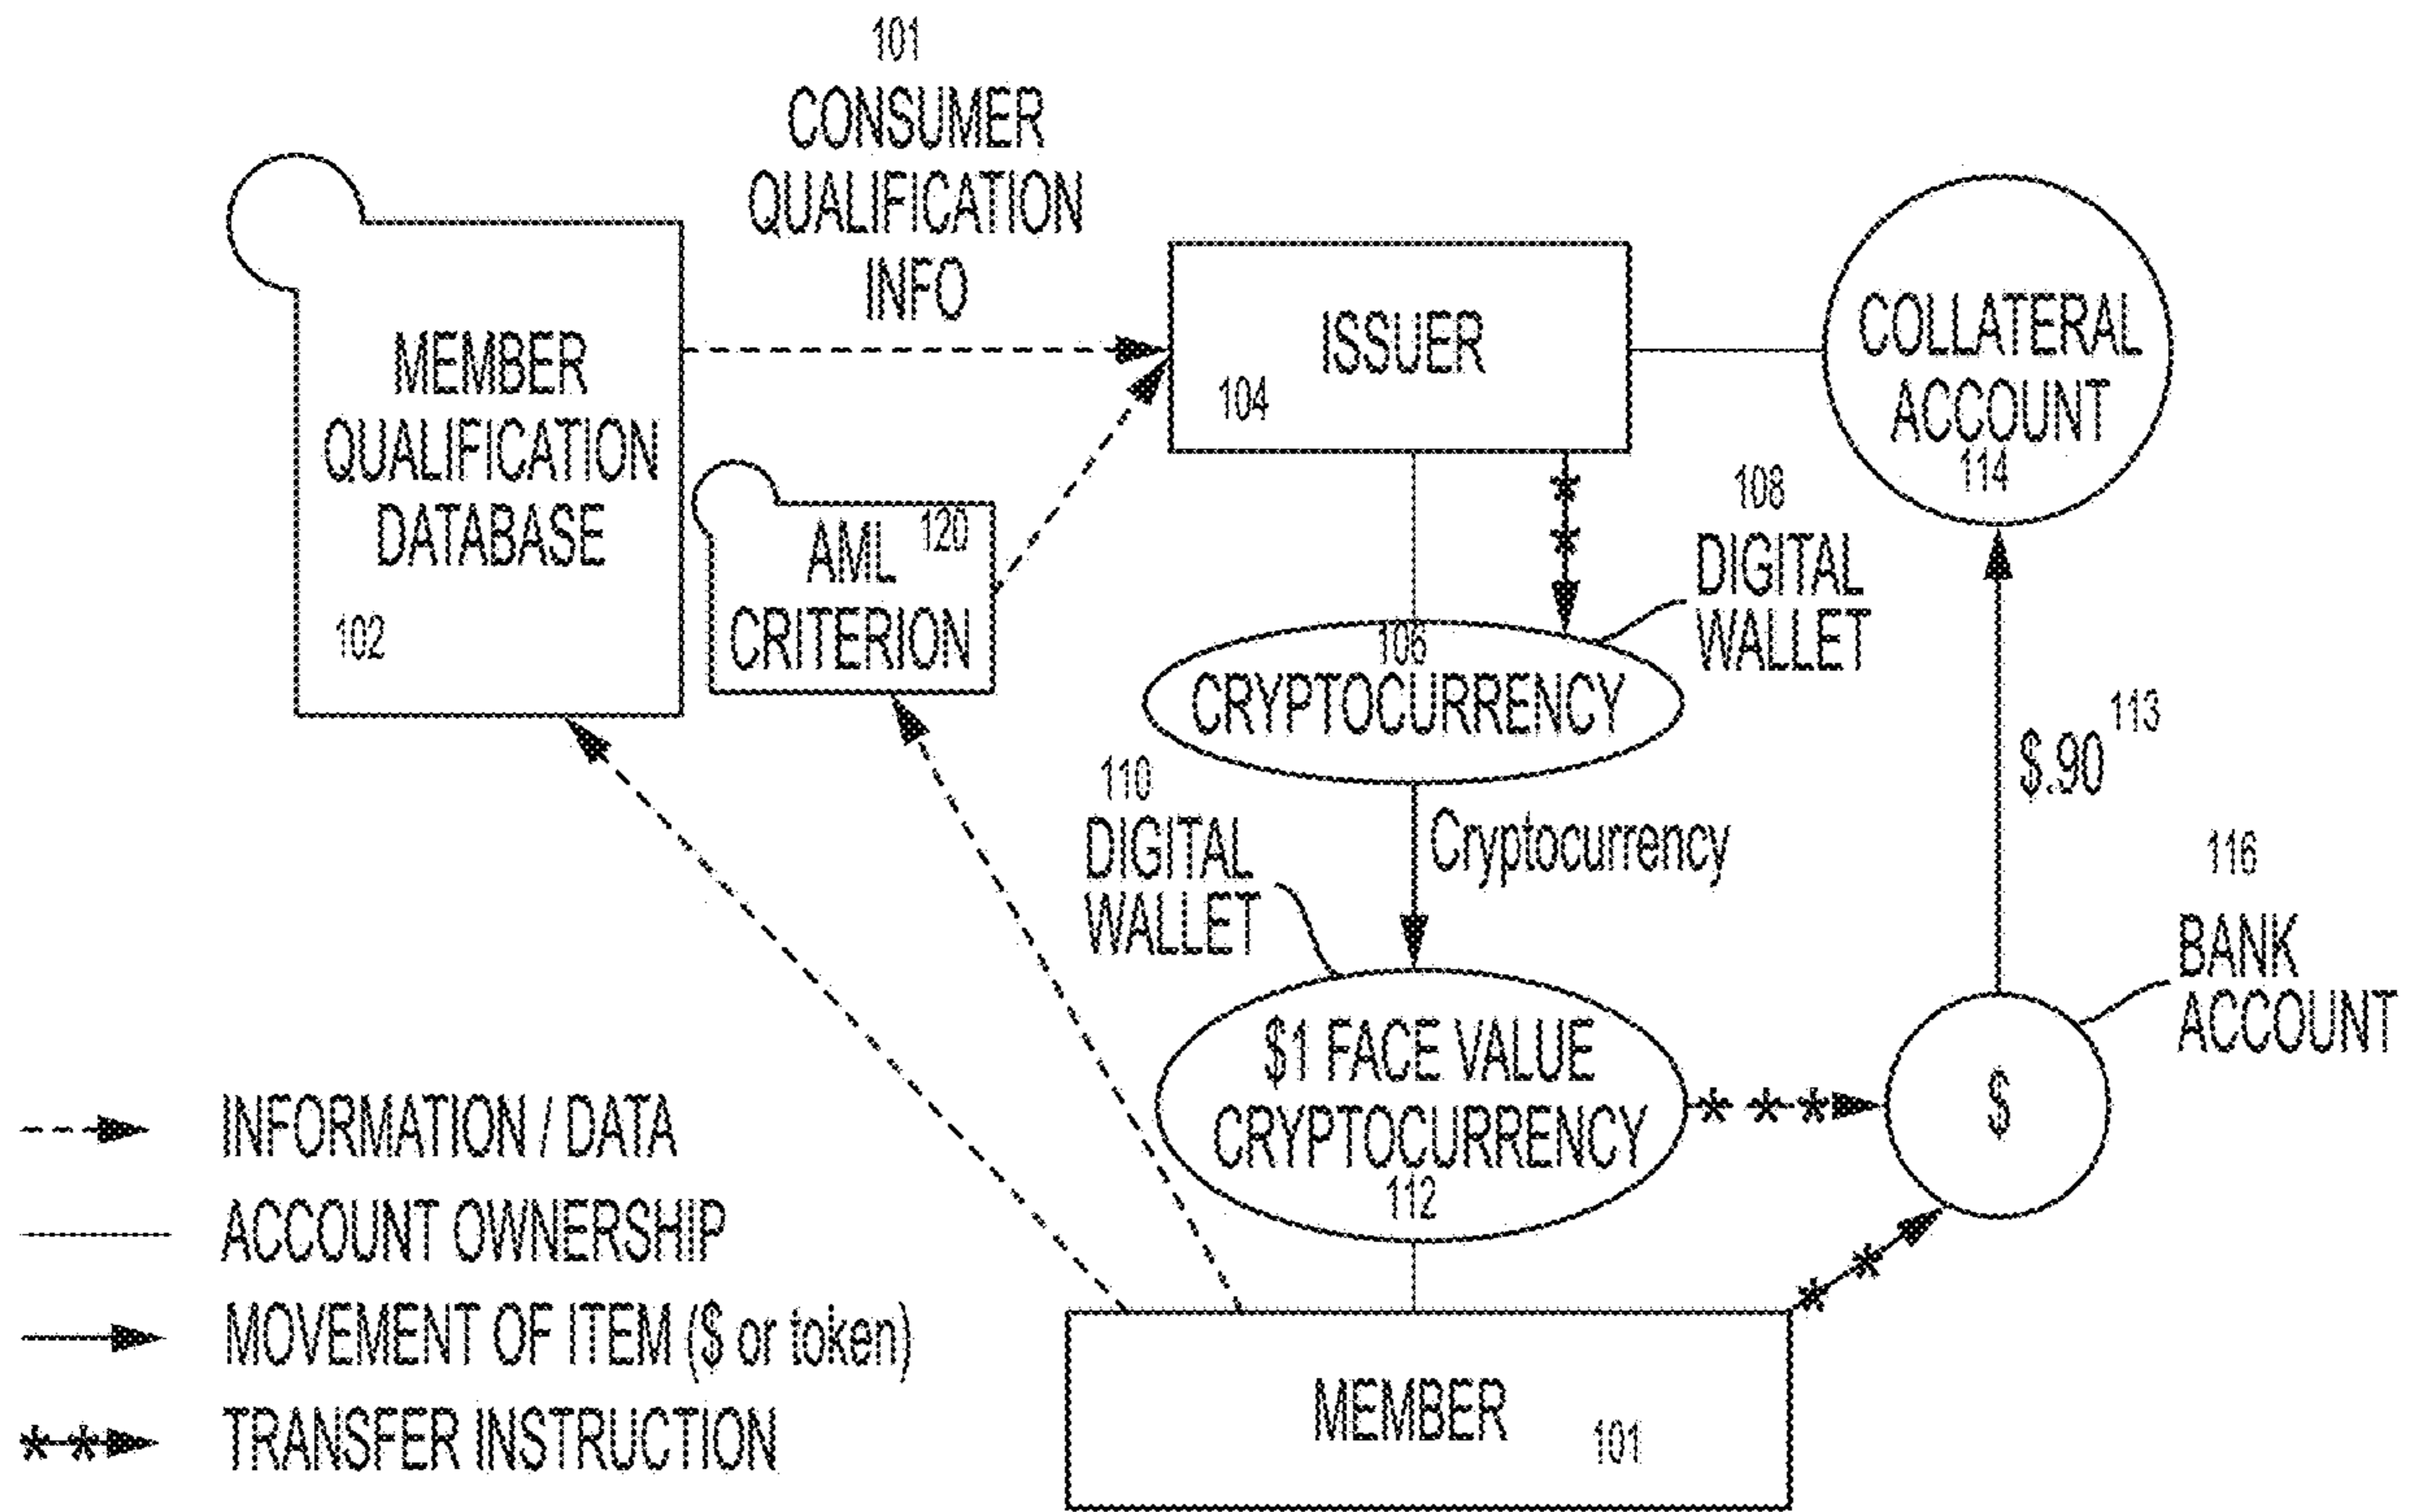 101
CONSUMER
QUALIFICATION
INFO
MEMBER
QUALIFICATION
DATABASE
102
AML 120
CRITERION
ISSUER
104
COLLATERAL
ACCOUNT
114
108
DIGITAL
WALLET
106
CRYPTOCURRENCY
$.90 113
110
DIGITAL
WALLET
Cryptocurrency
116
BANK
ACCOUNT
$1 FACE VALUE
CRYPTOCURRENCY
112
$
MEMBER
101
INFORMATION / DATA
ACCOUNT OWNERSHIP
MOVEMENT OF ITEM ($ or token)
TRANSFER INSTRUCTION